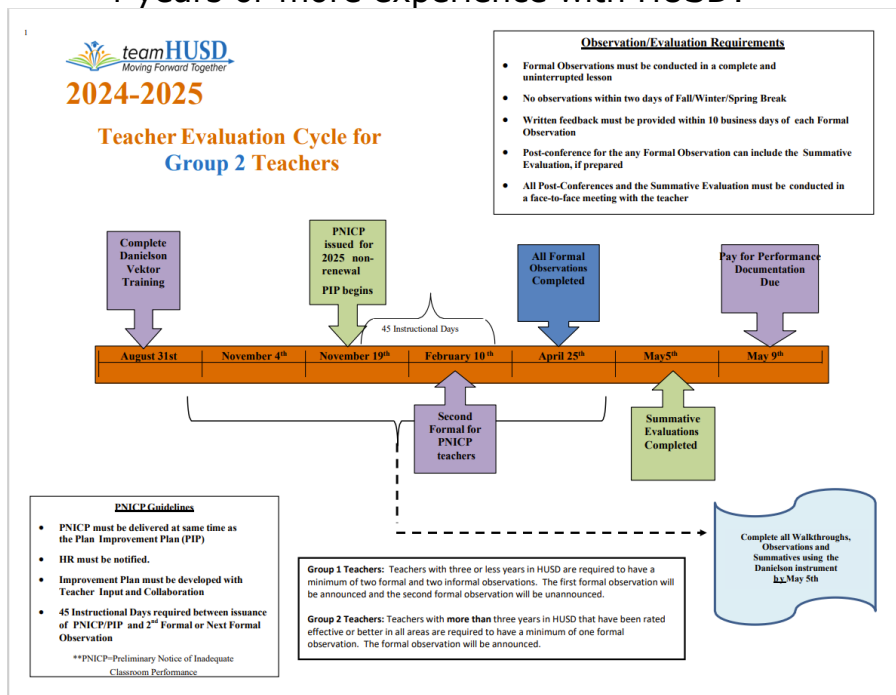 4 years or more experience with HUSD.
1
teamHUSD
Moving Forward Together
2024-2025
Teacher Evaluation Cycle for
Group 2 Teachers
Observation/Evaluation Requirements
• Formal Observations must be conducted in a complete and
uninterrupted lesson
• No observations within two days of Fall/Winter/Spring Break
• Written feedback must be provided within 10 business days of each Formal
Observation
• Post-conference for the any Formal Observation can include the Summative
Evaluation, if prepared
• All Post-Conferences and the Summative Evaluation must be conducted in
a face-to-face meeting with the teacher
Complete
Danielson
Vektor
Training
PNICP
issued for
2025 non-
renewal
PIP begins
45 Instructional Days
All Formal
Observations
Completed
Pay for Performance
Documentation
Due
August 31st
November 4th
November 19th
February 10th
April 25th
May5th
May 9th
Second
Formal for
PNICP
teachers
Summative
Evaluations
Completed
PNICP Guidelines
• PNICP must be delivered at same time as
the Plan Improvement Plan (PIP)
• HR must be notified.
• Improvement Plan must be developed with
Teacher Input and Collaboration
• 45 Instructional Days required between issuance
of PNICP/PIP and 2nd Formal or Next Formal
Observation
**PNICP=Preliminary Notice of Inadequate
Classroom Performance
Group 1 Teachers: Teachers with three or less years in HUSD are required to have a
minimum of two formal and two informal observations. The first formal observation will
be announced and the second formal observation will be unannounced.
Group 2 Teachers: Teachers with more than three years in HUSD that have been rated
effective or better in all areas are required to have a minimum of one formal
observation. The formal observation will be announced.
Complete all Walkthroughs,
Observations and
Summatives using the
Danielson instrument
by May 5th